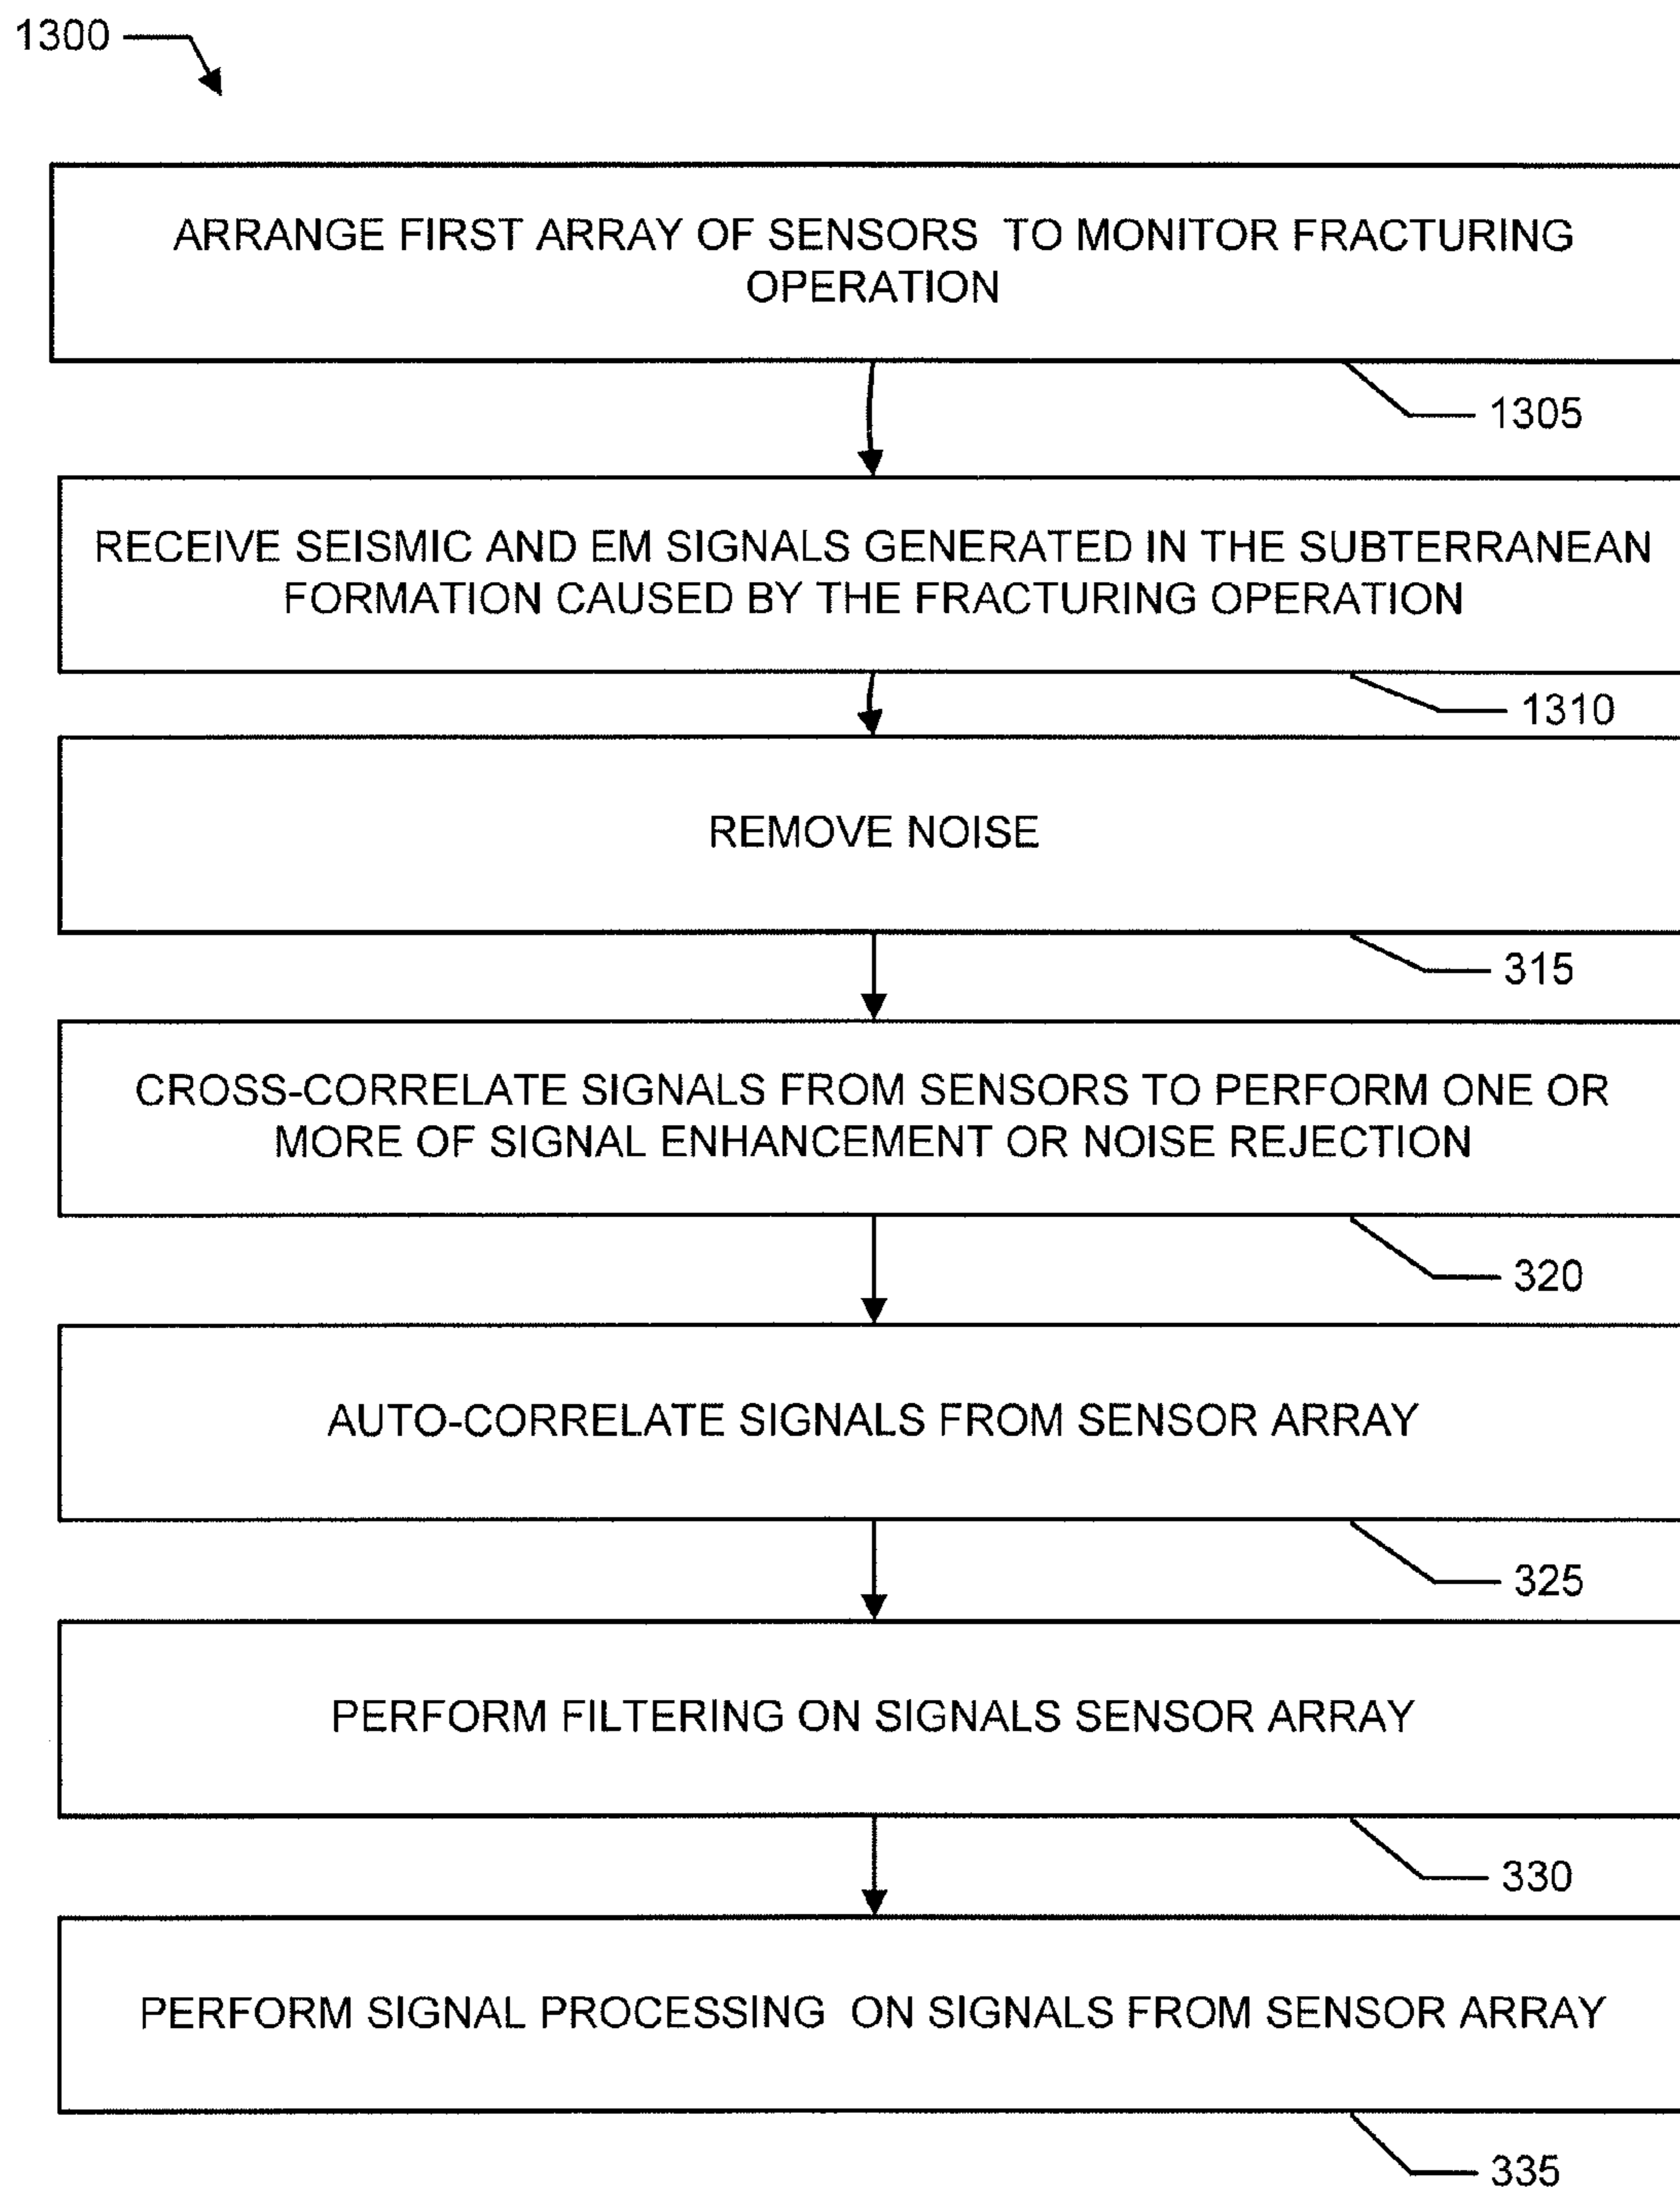 1300
ARRANGE FIRST ARRAY OF SENSORS TO MONITOR FRACTURING
OPERATION
1305
RECEIVE SEISMIC AND EM SIGNALS GENERATED IN THE SUBTERRANEAN
FORMATION CAUSED BY THE FRACTURING OPERATION
1310
REMOVE NOISE
315
CROSS-CORRELATE SIGNALS FROM SENSORS TO PERFORM ONE OR
MORE OF SIGNAL ENHANCEMENT OR NOISE REJECTION
320
AUTO-CORRELATE SIGNALS FROM SENSOR ARRAY
325
PERFORM FILTERING ON SIGNALS SENSOR ARRAY
330
PERFORM SIGNAL PROCESSING ON SIGNALS FROM SENSOR ARRAY
335